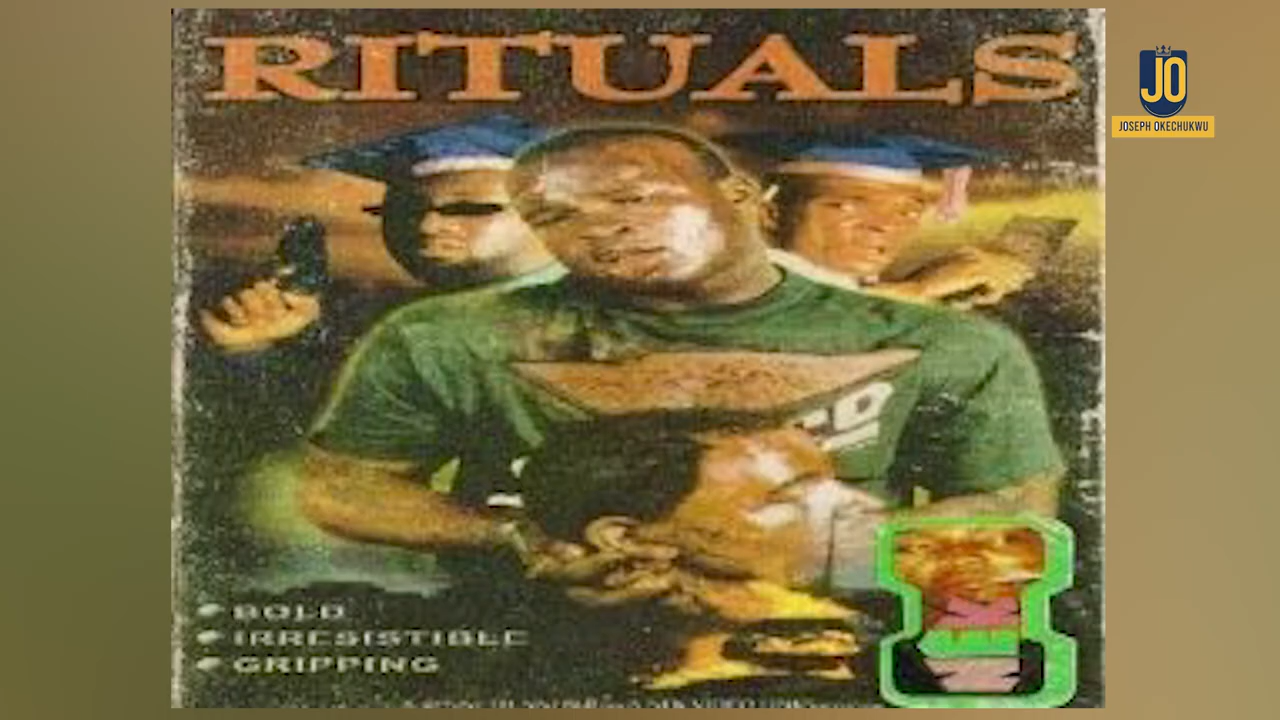 RITUALS
JO
JOSEPH OKECHUKWU
BOLD
IRRESISTIBLE
GRIPPING